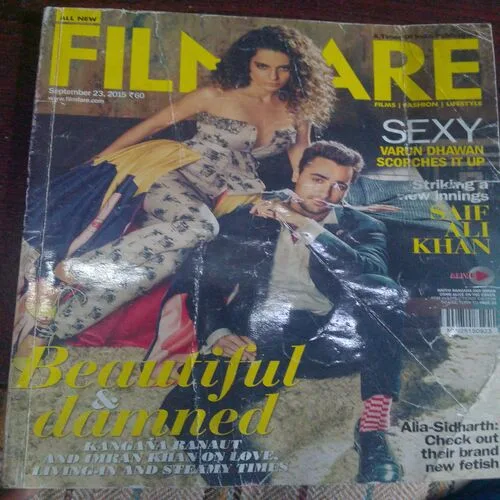 ALL NEW
FILMFARE
September 23, 2015 ₹60
www.filmfare.com
FILMS | FASHION | LIFESTYLE
SEXY
VARUN DHAWAN
SCORCHES IT UP
Striking a
new innings
SAIF
ALI
KHAN
Beautiful
&
damned
KANGANA RANAUT
AND IMRAN KHAN ON LOVE,
LIVING-IN AND STEAMY TIMES
Alia-Sidharth:
Check out
their brand
new fetish